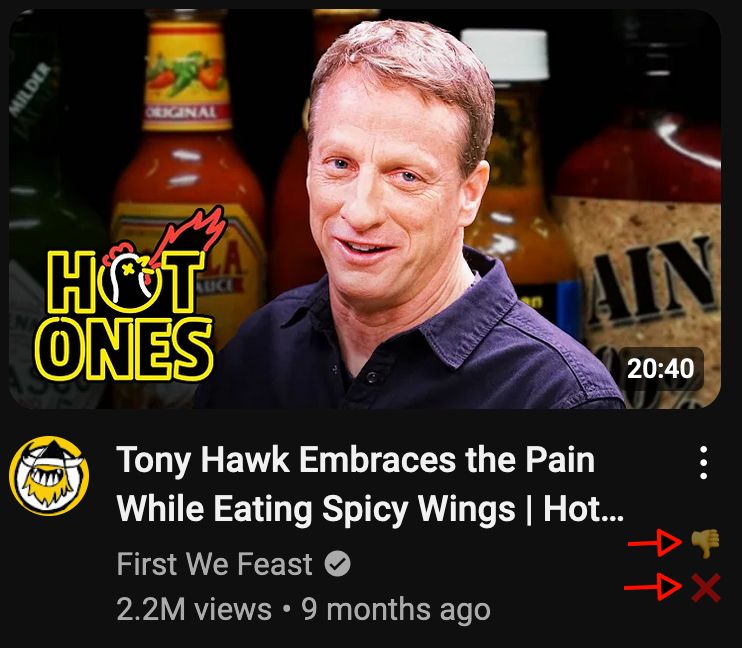 MILDER
ORIGINAL
HOT
ONES
AIN
20:40
Tony Hawk Embraces the Pain
While Eating Spicy Wings | Hot...
First We Feast
2.2M views • 9 months ago